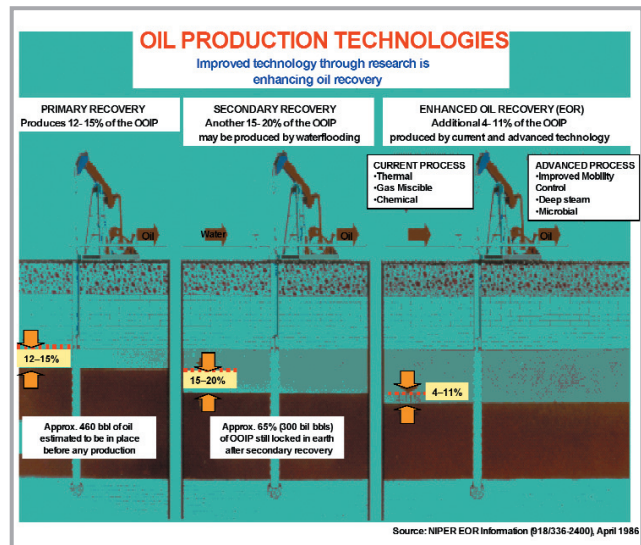 OIL PRODUCTION TECHNOLOGIES
Improved technology through research is
enhancing oil recovery
PRIMARY RECOVERY
Produces 12- 15% of the OOIP
SECONDARY RECOVERY
Another 15- 20% of the OOIP
may be produced by waterflooding
ENHANCED OIL RECOVERY (EOR)
Additional 4- 11% of the OOIP
produced by current and advanced technology
CURRENT PROCESS
•Thermal
•Gas Miscible
•Chemical
ADVANCED PROCESS
•Improved Mobility
Control
•Deep steam
•Microbial
Oil
Water
Oil
Oil
12–15%
15–20%
4–11%
Approx. 460 bbl of oil
estimated to be in place
before any production
Approx. 65% (300 bil bbls)
of OOIP still locked in earth
after secondary recovery
Source: NIPER EOR Information (918/336-2400), April 1986